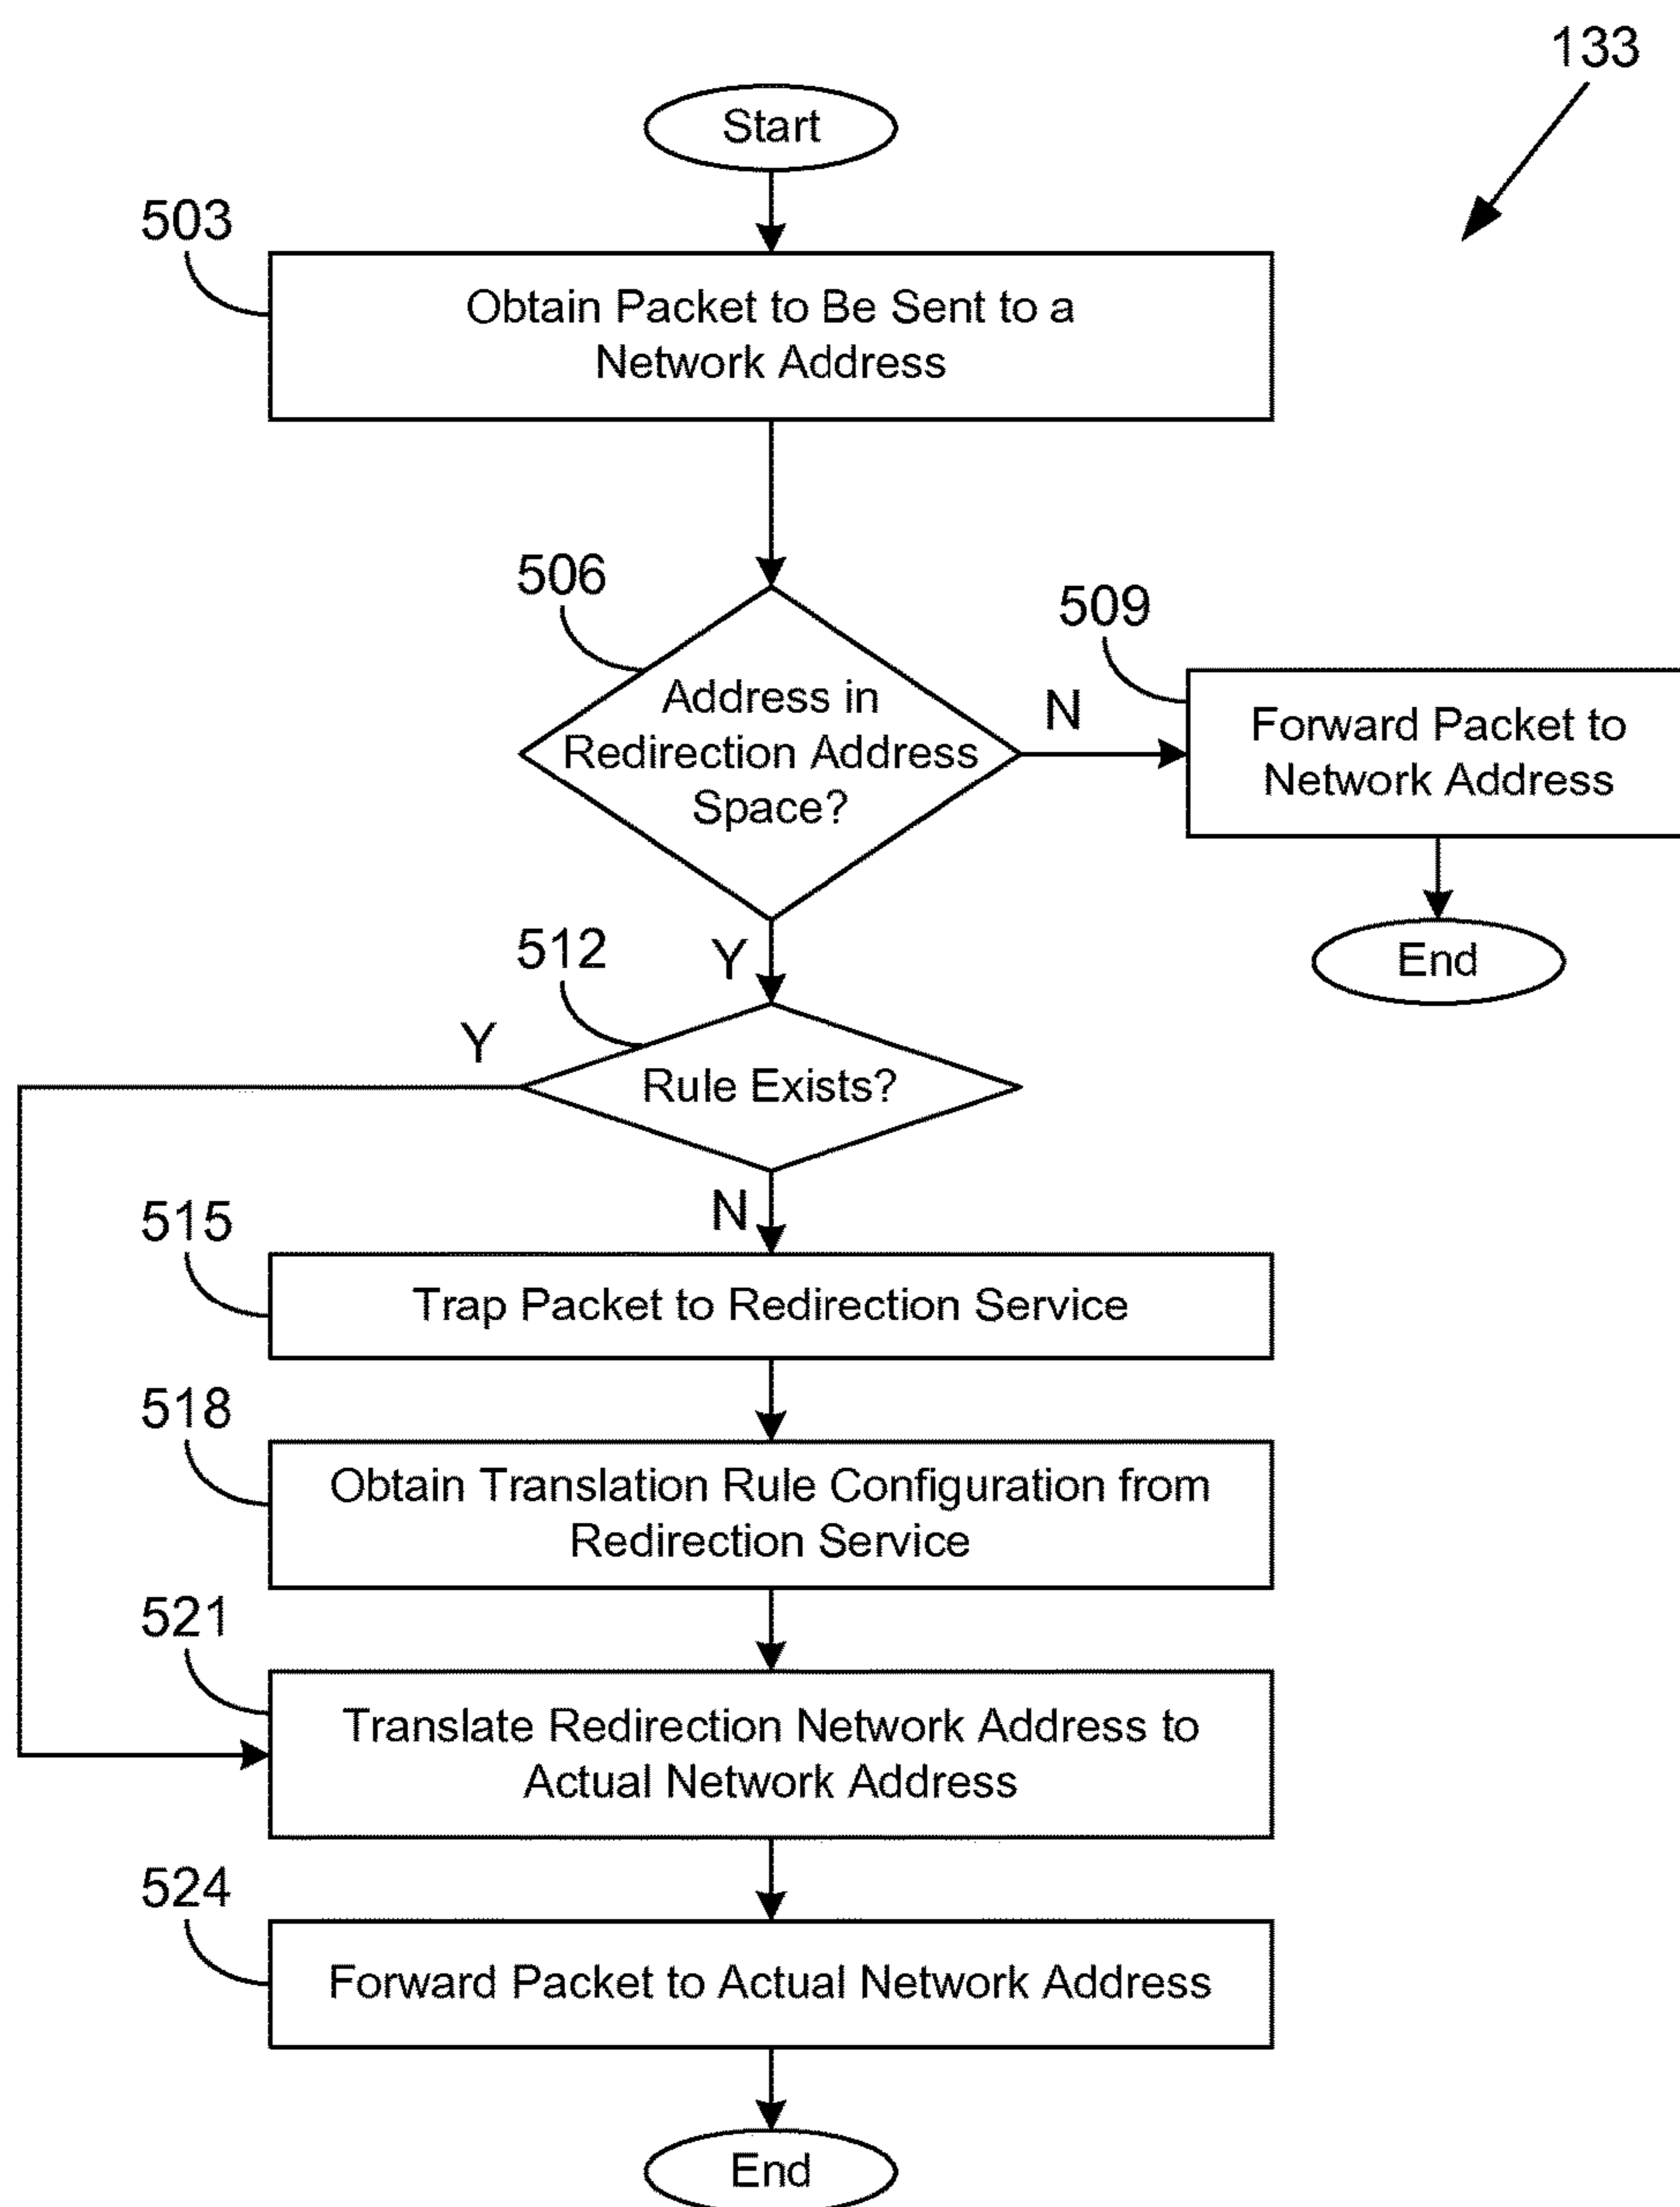 133
Start
503
Obtain Packet to Be Sent to a
Network Address
506
Address in
Redirection Address
Space?
N
509
Forward Packet to
Network Address
End
Y
512
Y
Rule Exists?
N
515
Trap Packet to Redirection Service
518
Obtain Translation Rule Configuration from
Redirection Service
521
Translate Redirection Network Address to
Actual Network Address
524
Forward Packet to Actual Network Address
End